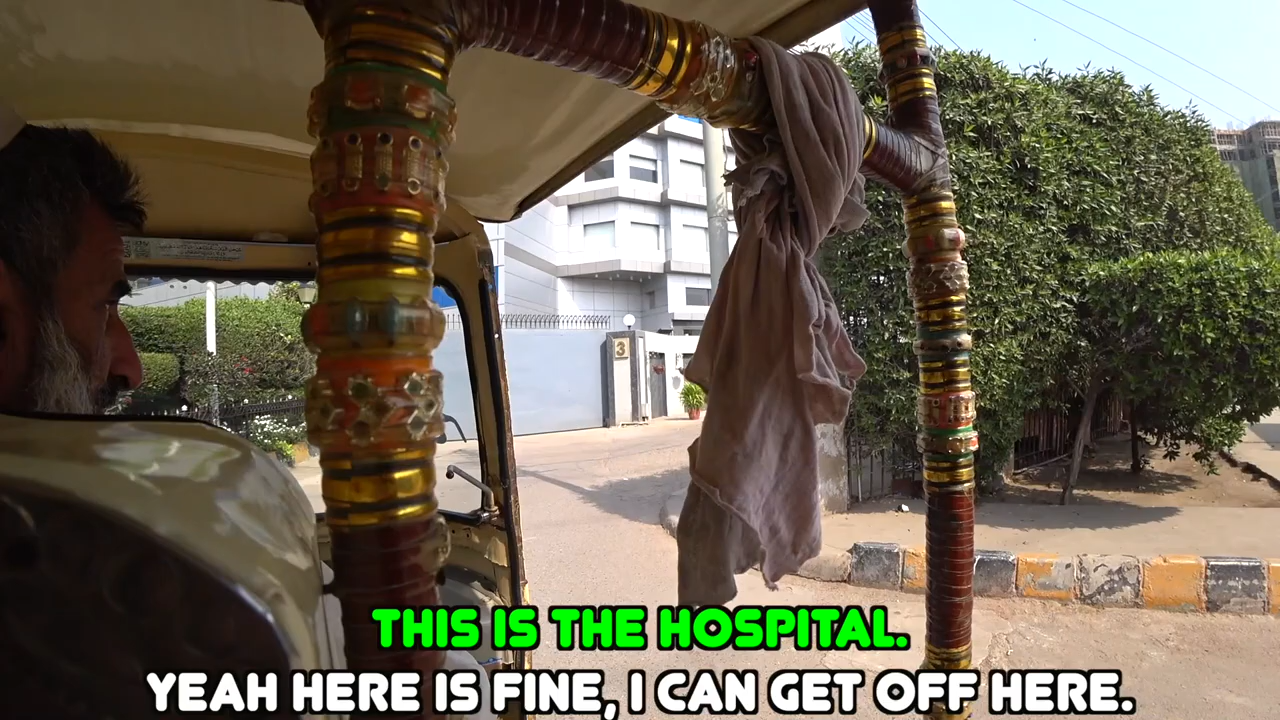 3
THIS IS THE HOSPITAL.
YEAH HERE IS FINE, I CAN GET OFF HERE.